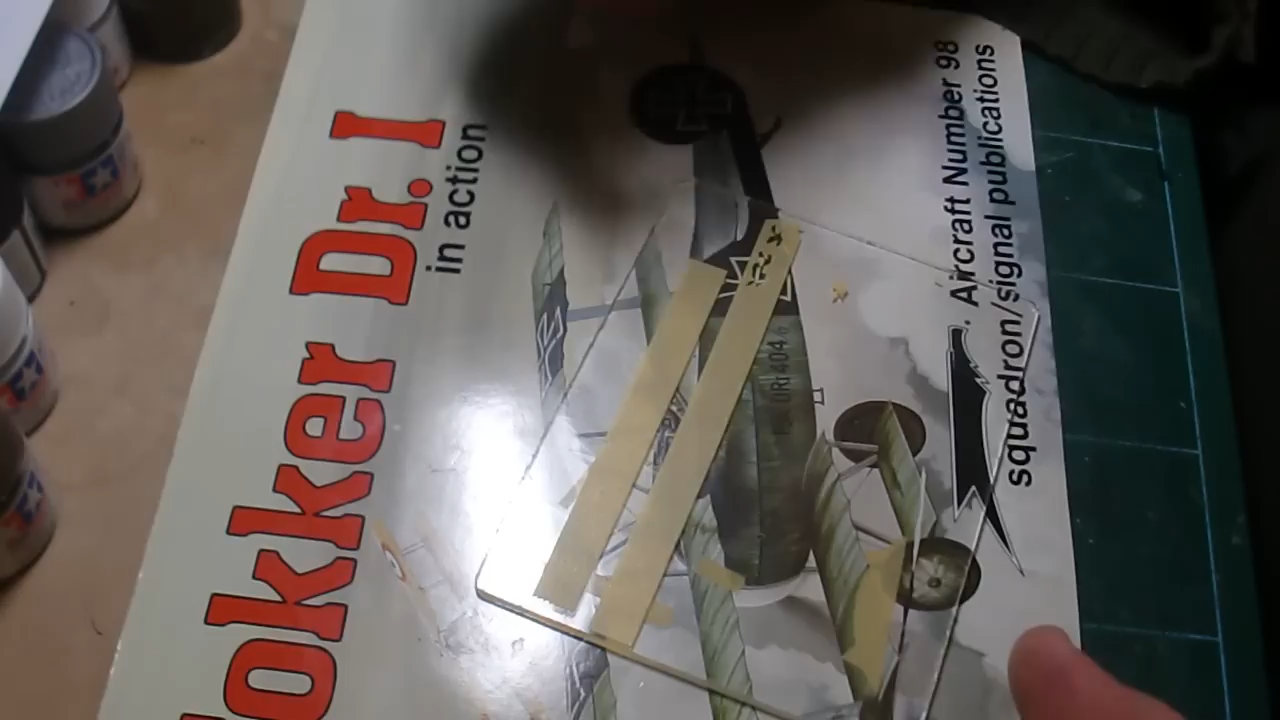 okker Dr. I
in action
Aircraft Number 98
squadron/signal publications